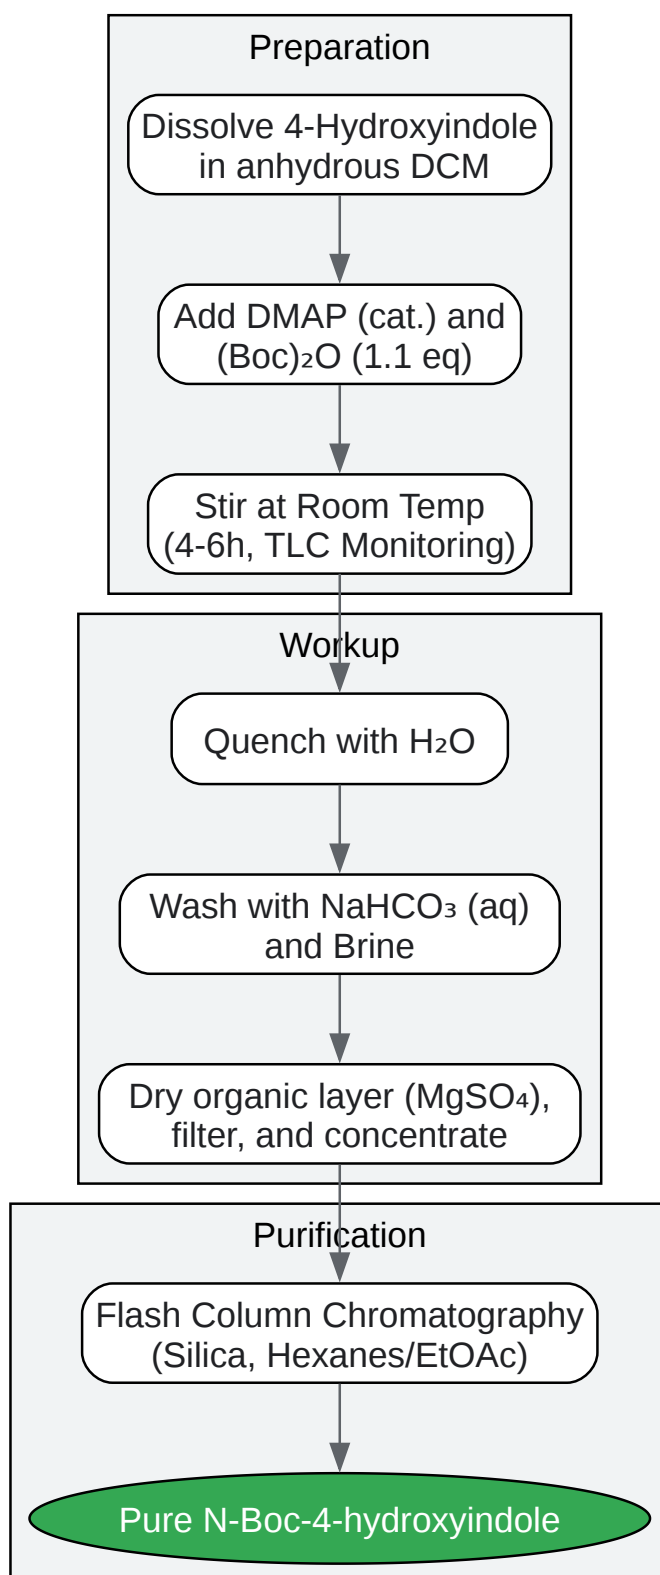 Preparation
Dissolve 4-Hydroxyindole
in anhydrous DCM
Add DMAP (cat.) and
(Boc)₂O (1.1 eq)
Stir at Room Temp
(4-6h, TLC Monitoring)
Workup
Quench with H₂O
Wash with NaHCO₃ (aq)
and Brine
Dry organic layer (MgSO₄),
filter, and concentrate
Purification
Flash Column Chromatography
(Silica, Hexanes/EtOAc)
Pure N-Boc-4-hydroxyindole